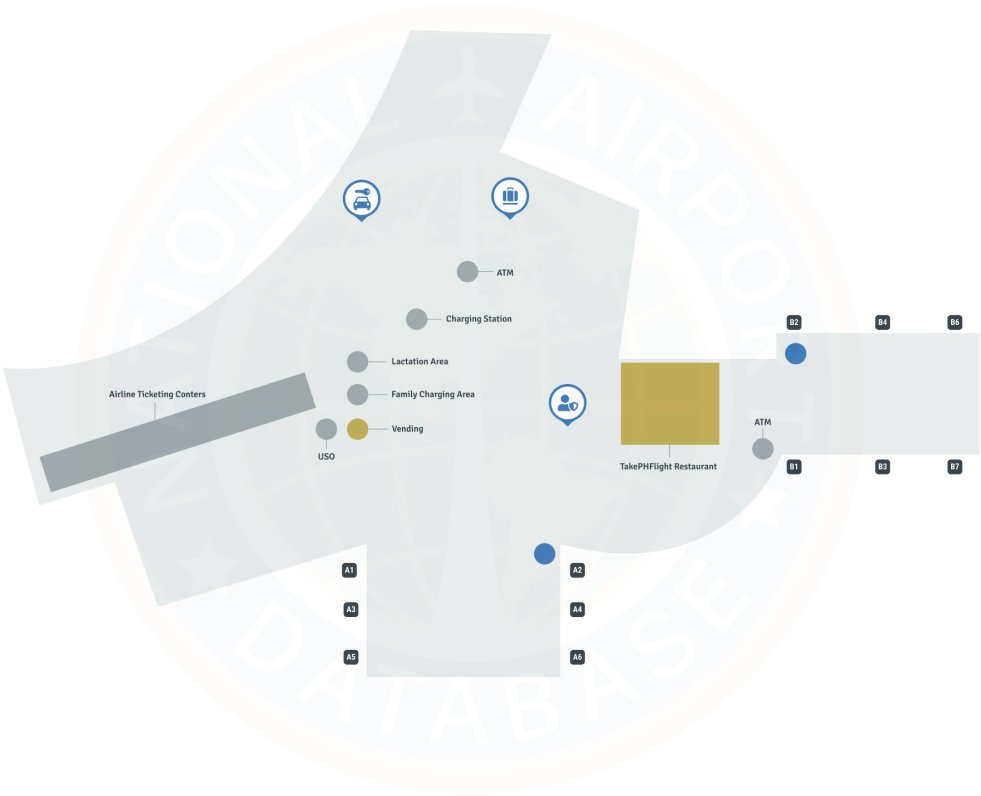 NATIONAL AIRPORT
DATABASE
ATM
Charging Station
Lactation Area
Family Charging Area
Vending
USO
Airline Ticketing Conters
TakePHFlight Restaurant
ATM
B2
B4
B6
B1
B3
B7
A1
A2
A3
A4
A5
A6